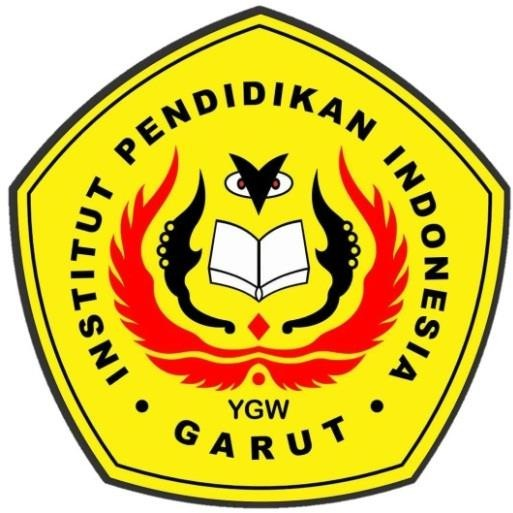 INSTITUT PENDIDIKAN INDONESIA
YGW
• GARUT •